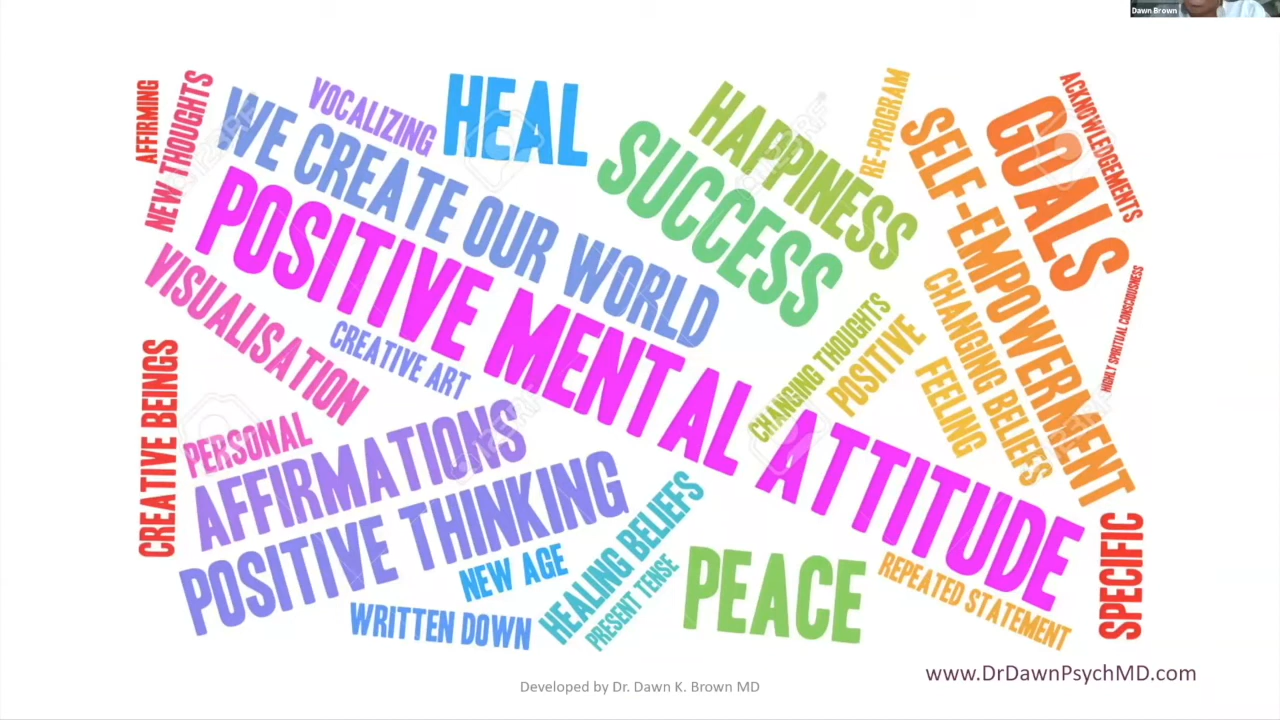 Dawn Brown
AFFIRMING
NEW THOUGHTS
VOCALIZING
HEAL
WE CREATE OUR WORLD
SUCCESS
HAPPINESS
RE-PROGRAM
SELF-EMPOWERMENT
GOALS
ACKNOWLEDGEMENTS
POSITIVE MENTAL ATTITUDE
VISUALISATION
CREATIVE ART
CHANGING THOUGHTS
POSITIVE
FEELING
CHANGING BELIEFS
HIGHLY SPIRITUAL CONSCIOUSNESS
CREATIVE BEINGS
PERSONAL
AFFIRMATIONS
POSITIVE THINKING
NEW AGE
WRITTEN DOWN
HEALING BELIEFS
PRESENT TENSE
PEACE
REPEATED STATEMENT
SPECIFIC
www.DrDawnPsychMD.com
Developed by Dr. Dawn K. Brown MD